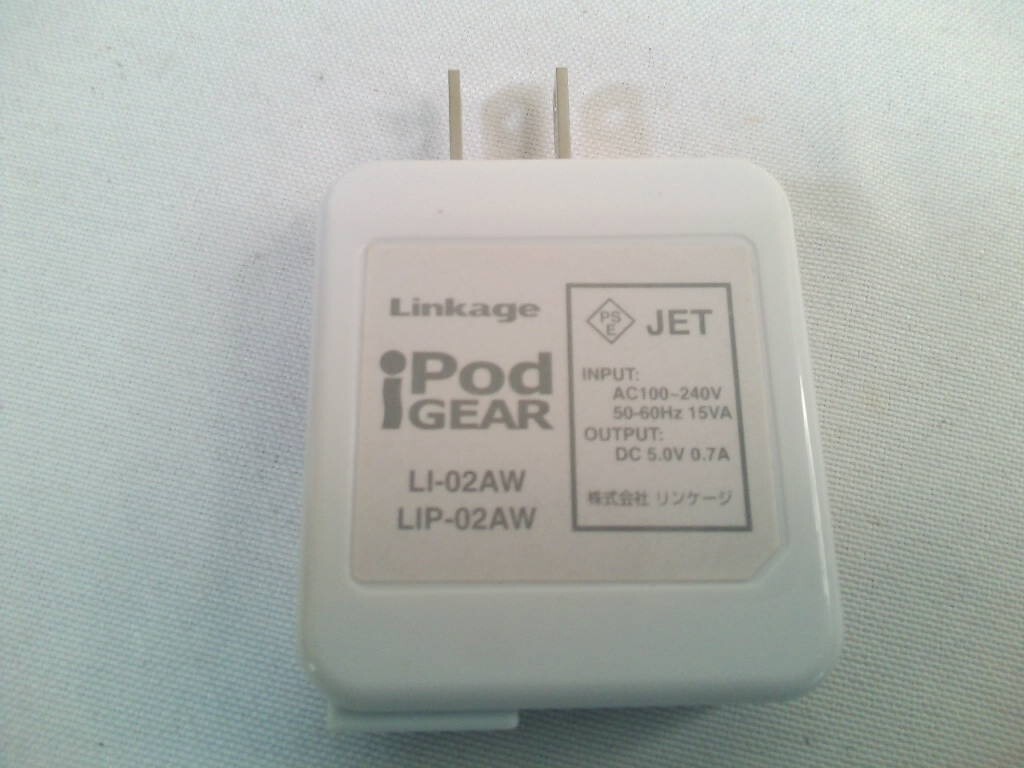 Linkage
iPod
GEAR
LI-02AW
LIP-02AW
PS
E
JET
INPUT:
AC100~240V
50-60Hz 15VA
OUTPUT:
DC 5.0V 0.7A
株式会社 リンケージ